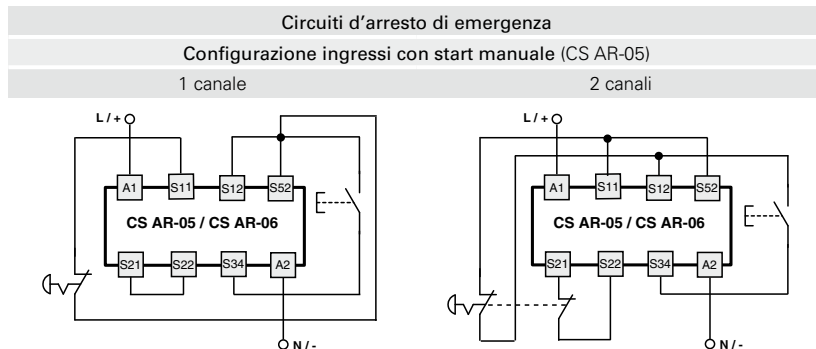 Circuiti d'arresto di emergenza
Configurazione ingressi con start manuale (CS AR-05)
1 canale
2 canali
L / +
A1
S11
S12
S52
CS AR-05 / CS AR-06
S21
S22
S34
A2
N / -
L / +
A1
S11
S12
S52
CS AR-05 / CS AR-06
S21
S22
S34
A2
N / -